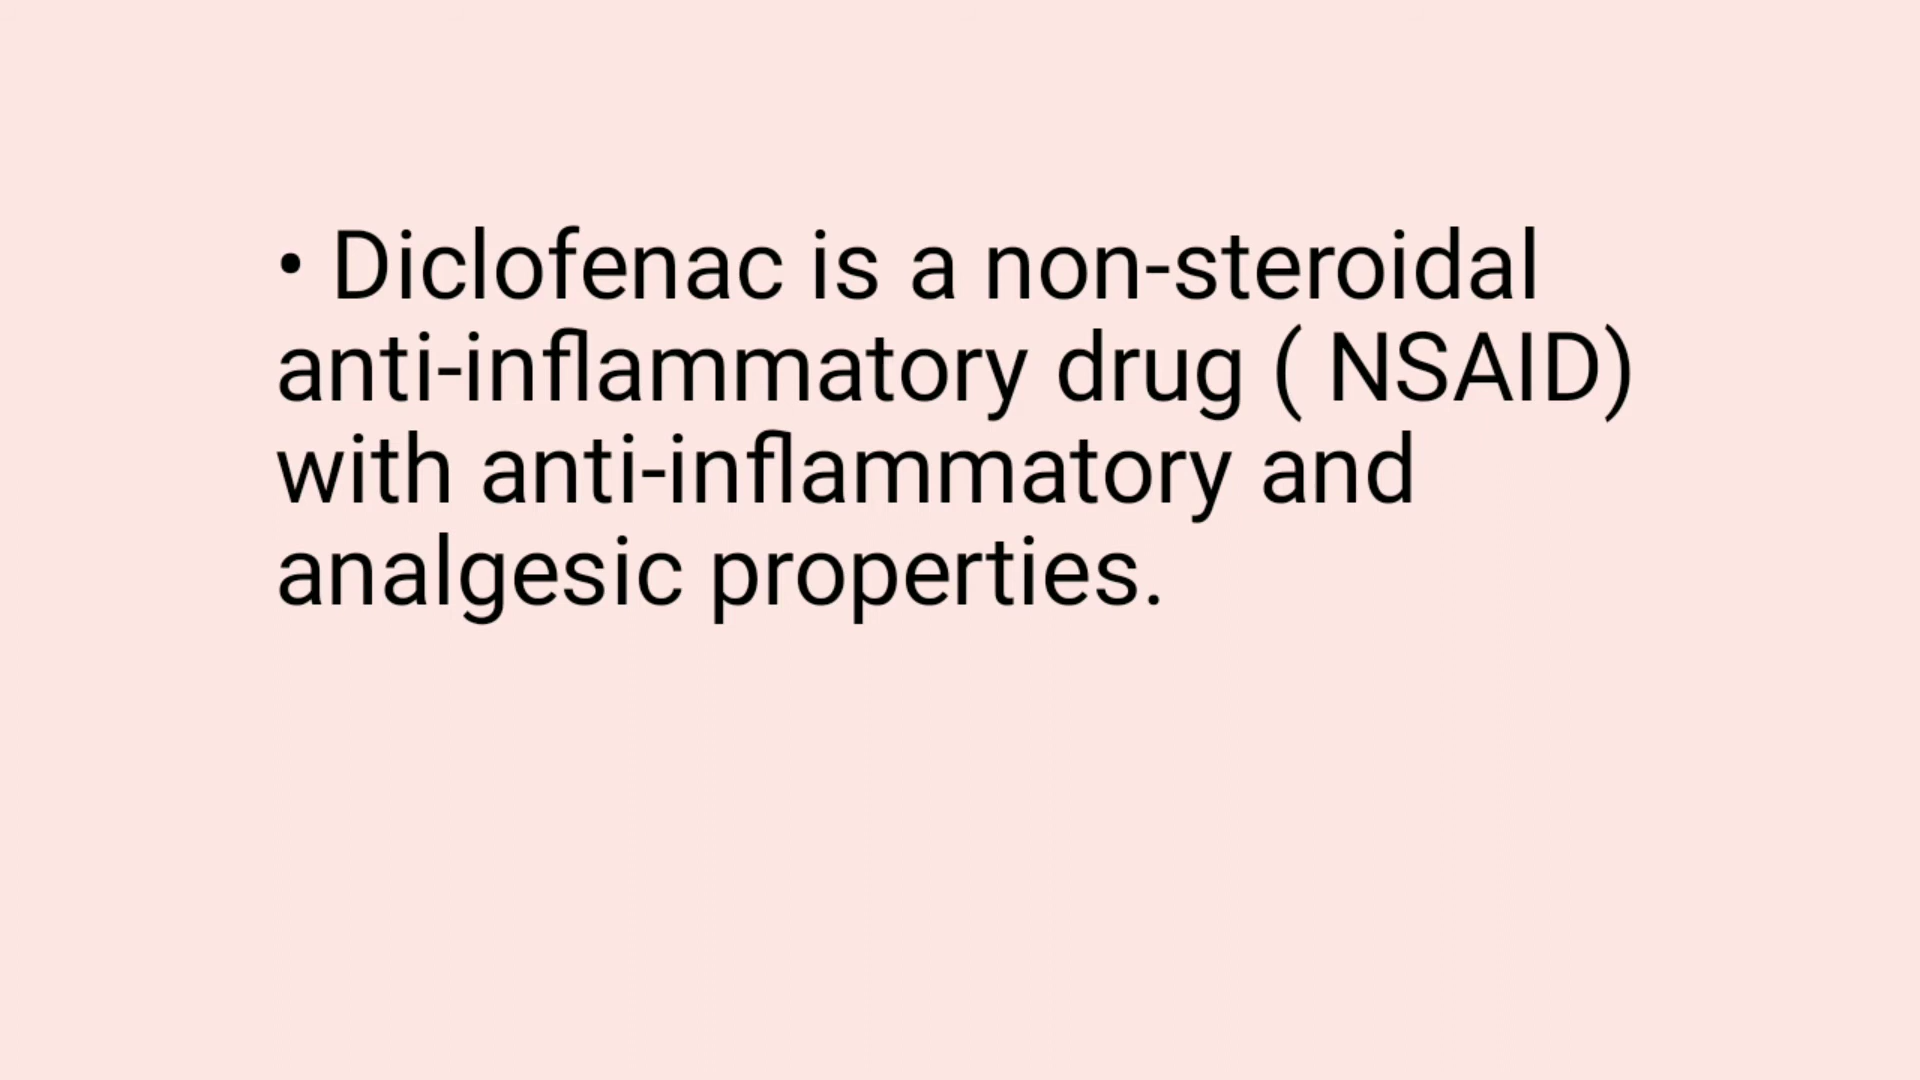 • Diclofenac is a non-steroidal
anti-inflammatory drug ( NSAID)
with anti-inflammatory and
analgesic properties.